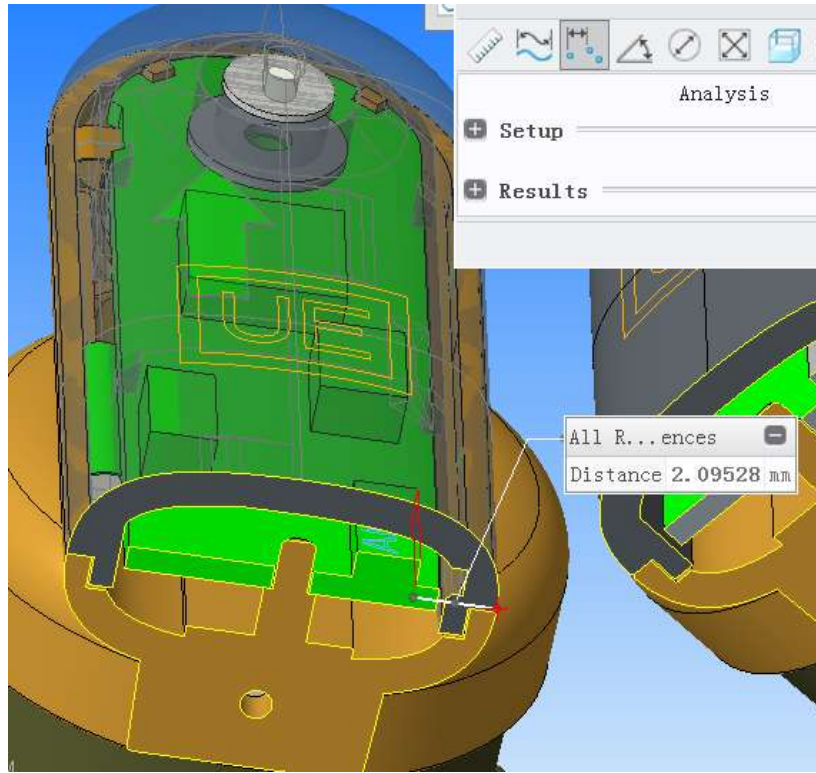 Analysis
Setup
Results
UE
All R...ences
Distance 2.09528 mm